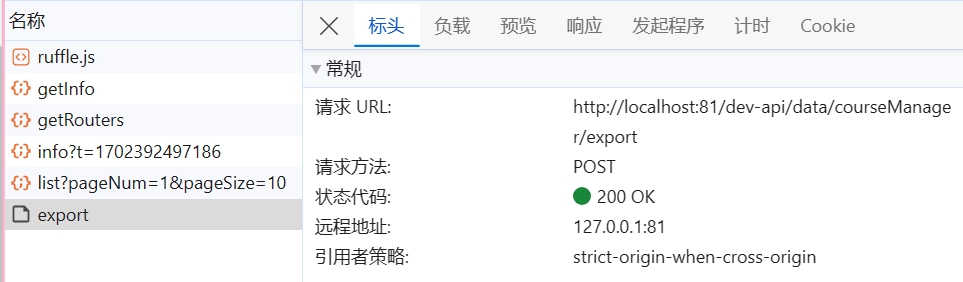 名称
ruffle.js
getInfo
getRouters
info?t=1702392497186
list?pageNum=1&pageSize=10
export
标头 负载 预览 响应 发起程序 计时 Cookie
常规
请求 URL: http://localhost:81/dev-api/data/courseManage
r/export
请求方法: POST
状态代码: 200 OK
远程地址: 127.0.0.1:81
引用者策略: strict-origin-when-cross-origin